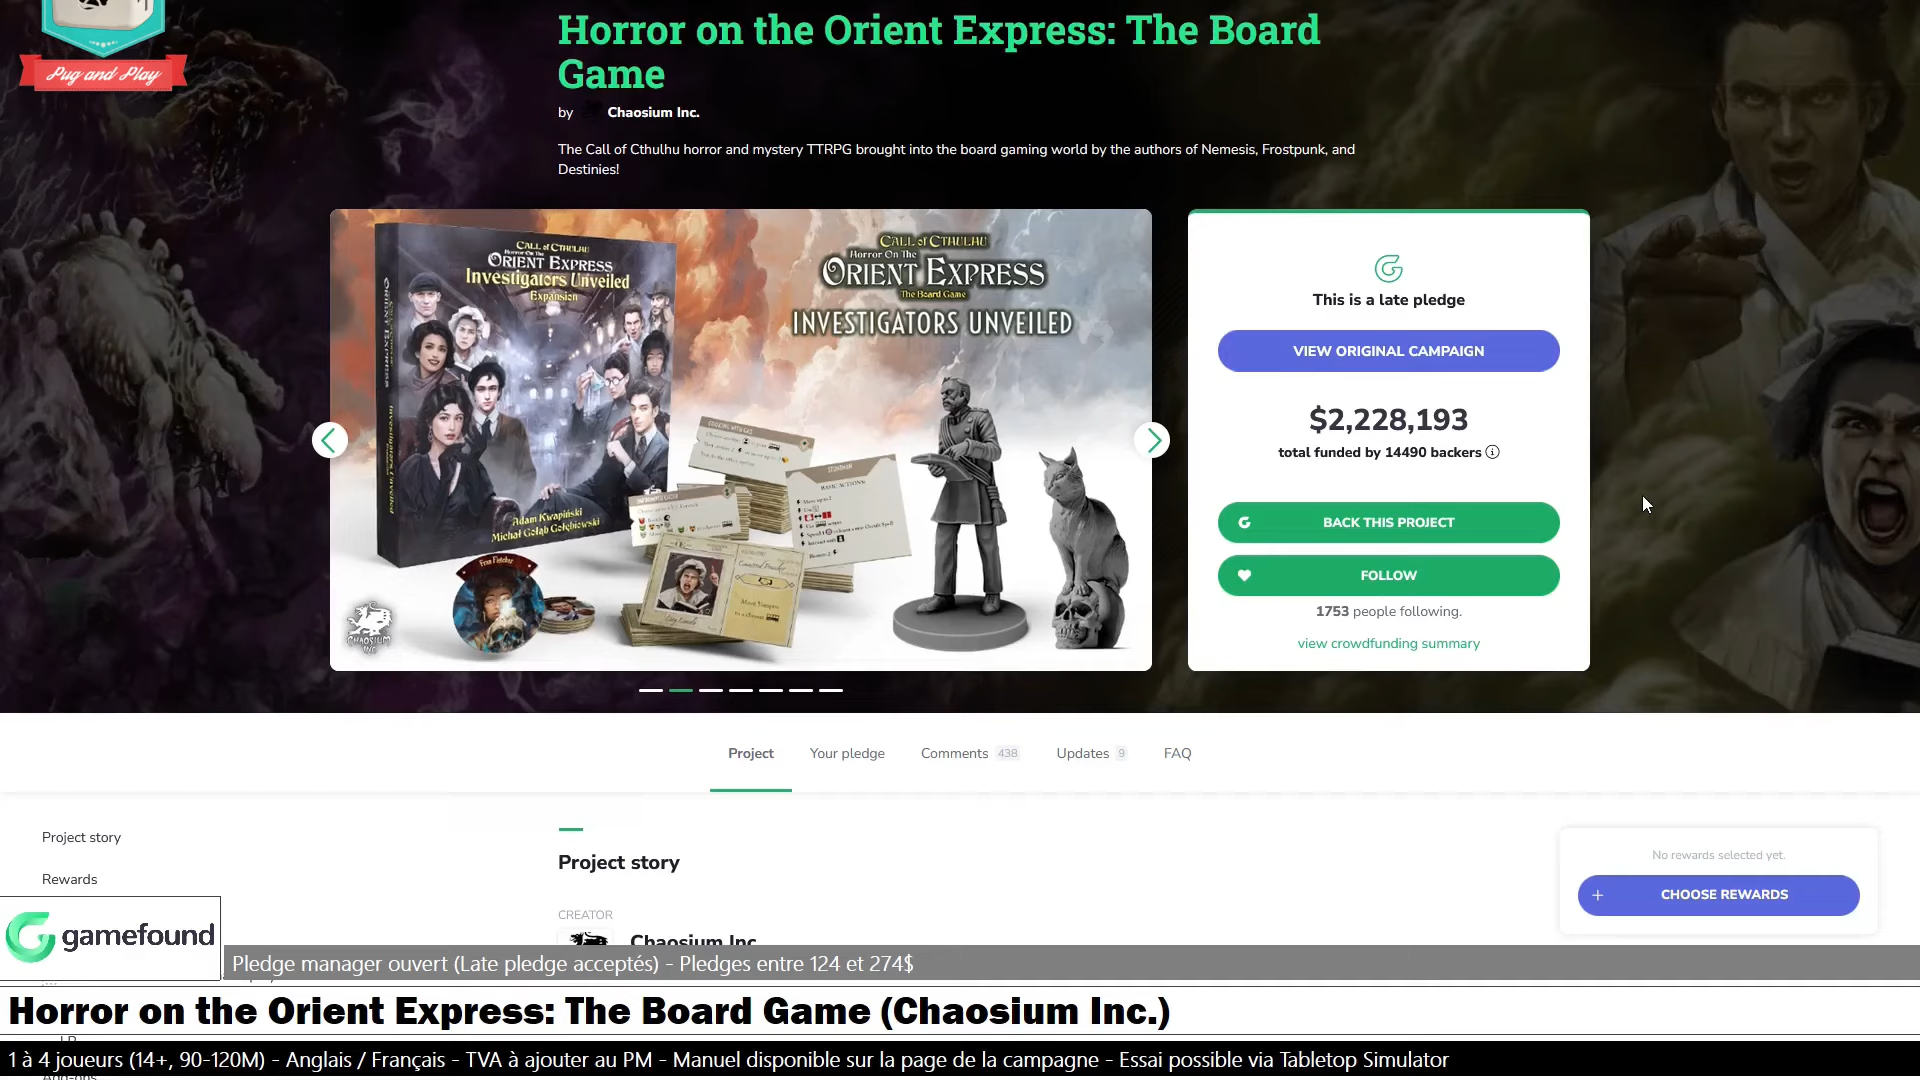 Pug and Play
Horror on the Orient Express: The Board
Game
by Chaosium Inc.
The Call of Cthulhu horror and mystery TTRPG brought into the board gaming world by the authors of Nemesis, Frostpunk, and
Destinies!
CALL of CTHULHU
Horror On The
ORIENT EXPRESS
Investigators Unveiled
Expansion
Adam Kwapiński
Michał Gołąb Gołębiowski
CALL of CTHULHU
Horror On The
ORIENT EXPRESS
The Board Game
INVESTIGATORS UNVEILED
STUNTMAN
BASIC ACTIONS
Fran Fletcher
CHAOSIUM
INC
This is a late pledge
VIEW ORIGINAL CAMPAIGN
$2,228,193
total funded by 14490 backers
BACK THIS PROJECT
FOLLOW
1753 people following.
view crowdfunding summary
Project Your pledge Comments 438 Updates 9 FAQ
Project story
Rewards
Project story
CREATOR
Chaosium Inc.
No rewards selected yet.
+ CHOOSE REWARDS
gamefound
Pledge manager ouvert (Late pledge acceptés) - Pledges entre 124 et 274$
Horror on the Orient Express: The Board Game (Chaosium Inc.)
1 à 4 joueurs (14+, 90-120M) - Anglais / Français - TVA à ajouter au PM - Manuel disponible sur la page de la campagne - Essai possible via Tabletop Simulator